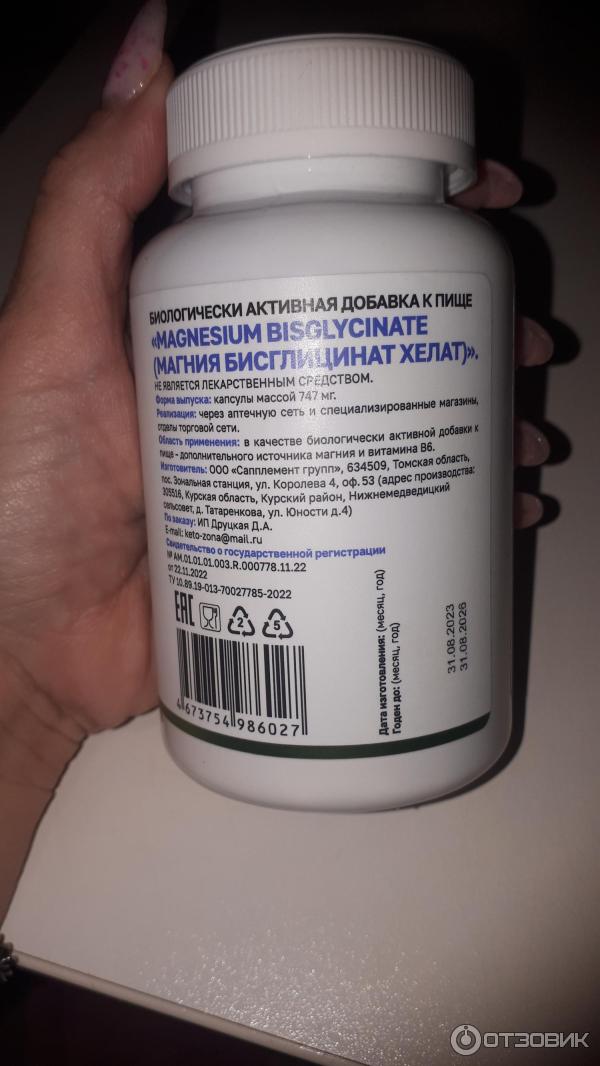 БИОЛОГИЧЕСКИ АКТИВНАЯ ДОБАВКА К ПИЩЕ
«MAGNESIUM BISGLYCINATE
(МАГНИЯ БИСГЛИЦИНАТ ХЕЛАТ)».
НЕ ЯВЛЯЕТСЯ ЛЕКАРСТВЕННЫМ СРЕДСТВОМ.
Форма выпуска: капсулы массой 747 мг.
Реализация: через аптечную сеть и специализированные магазины,
отделы торговой сети.
Область применения: в качестве биологически активной добавки к
пище - дополнительного источника магния и витамина В6.
Изготовитель: ООО «Сапплемент групп», 634509, Томская область,
пос. Зональная станция, ул. Королева 4, оф.53 (адрес производства:
305516, Курская область, Курский район, Нижнемедведицкий
сельсовет, д. Татаренкова, ул. Юности д.4)
По заказу: ИП Друцкая Д.А.
E-mail: keto-zona@mail.ru
Свидетельство о государственной регистрации
№ AM.01.01.01.003.R.000778.11.22
от 22.11.2022
ТУ 10.89.19-013-70027785-2022
EAC
2
5
4 673754 986027
Дата изготовления: (месяц, год)
Годен до: (месяц, год)
31.08.2023
31.08.2026
ОТЗОВИК